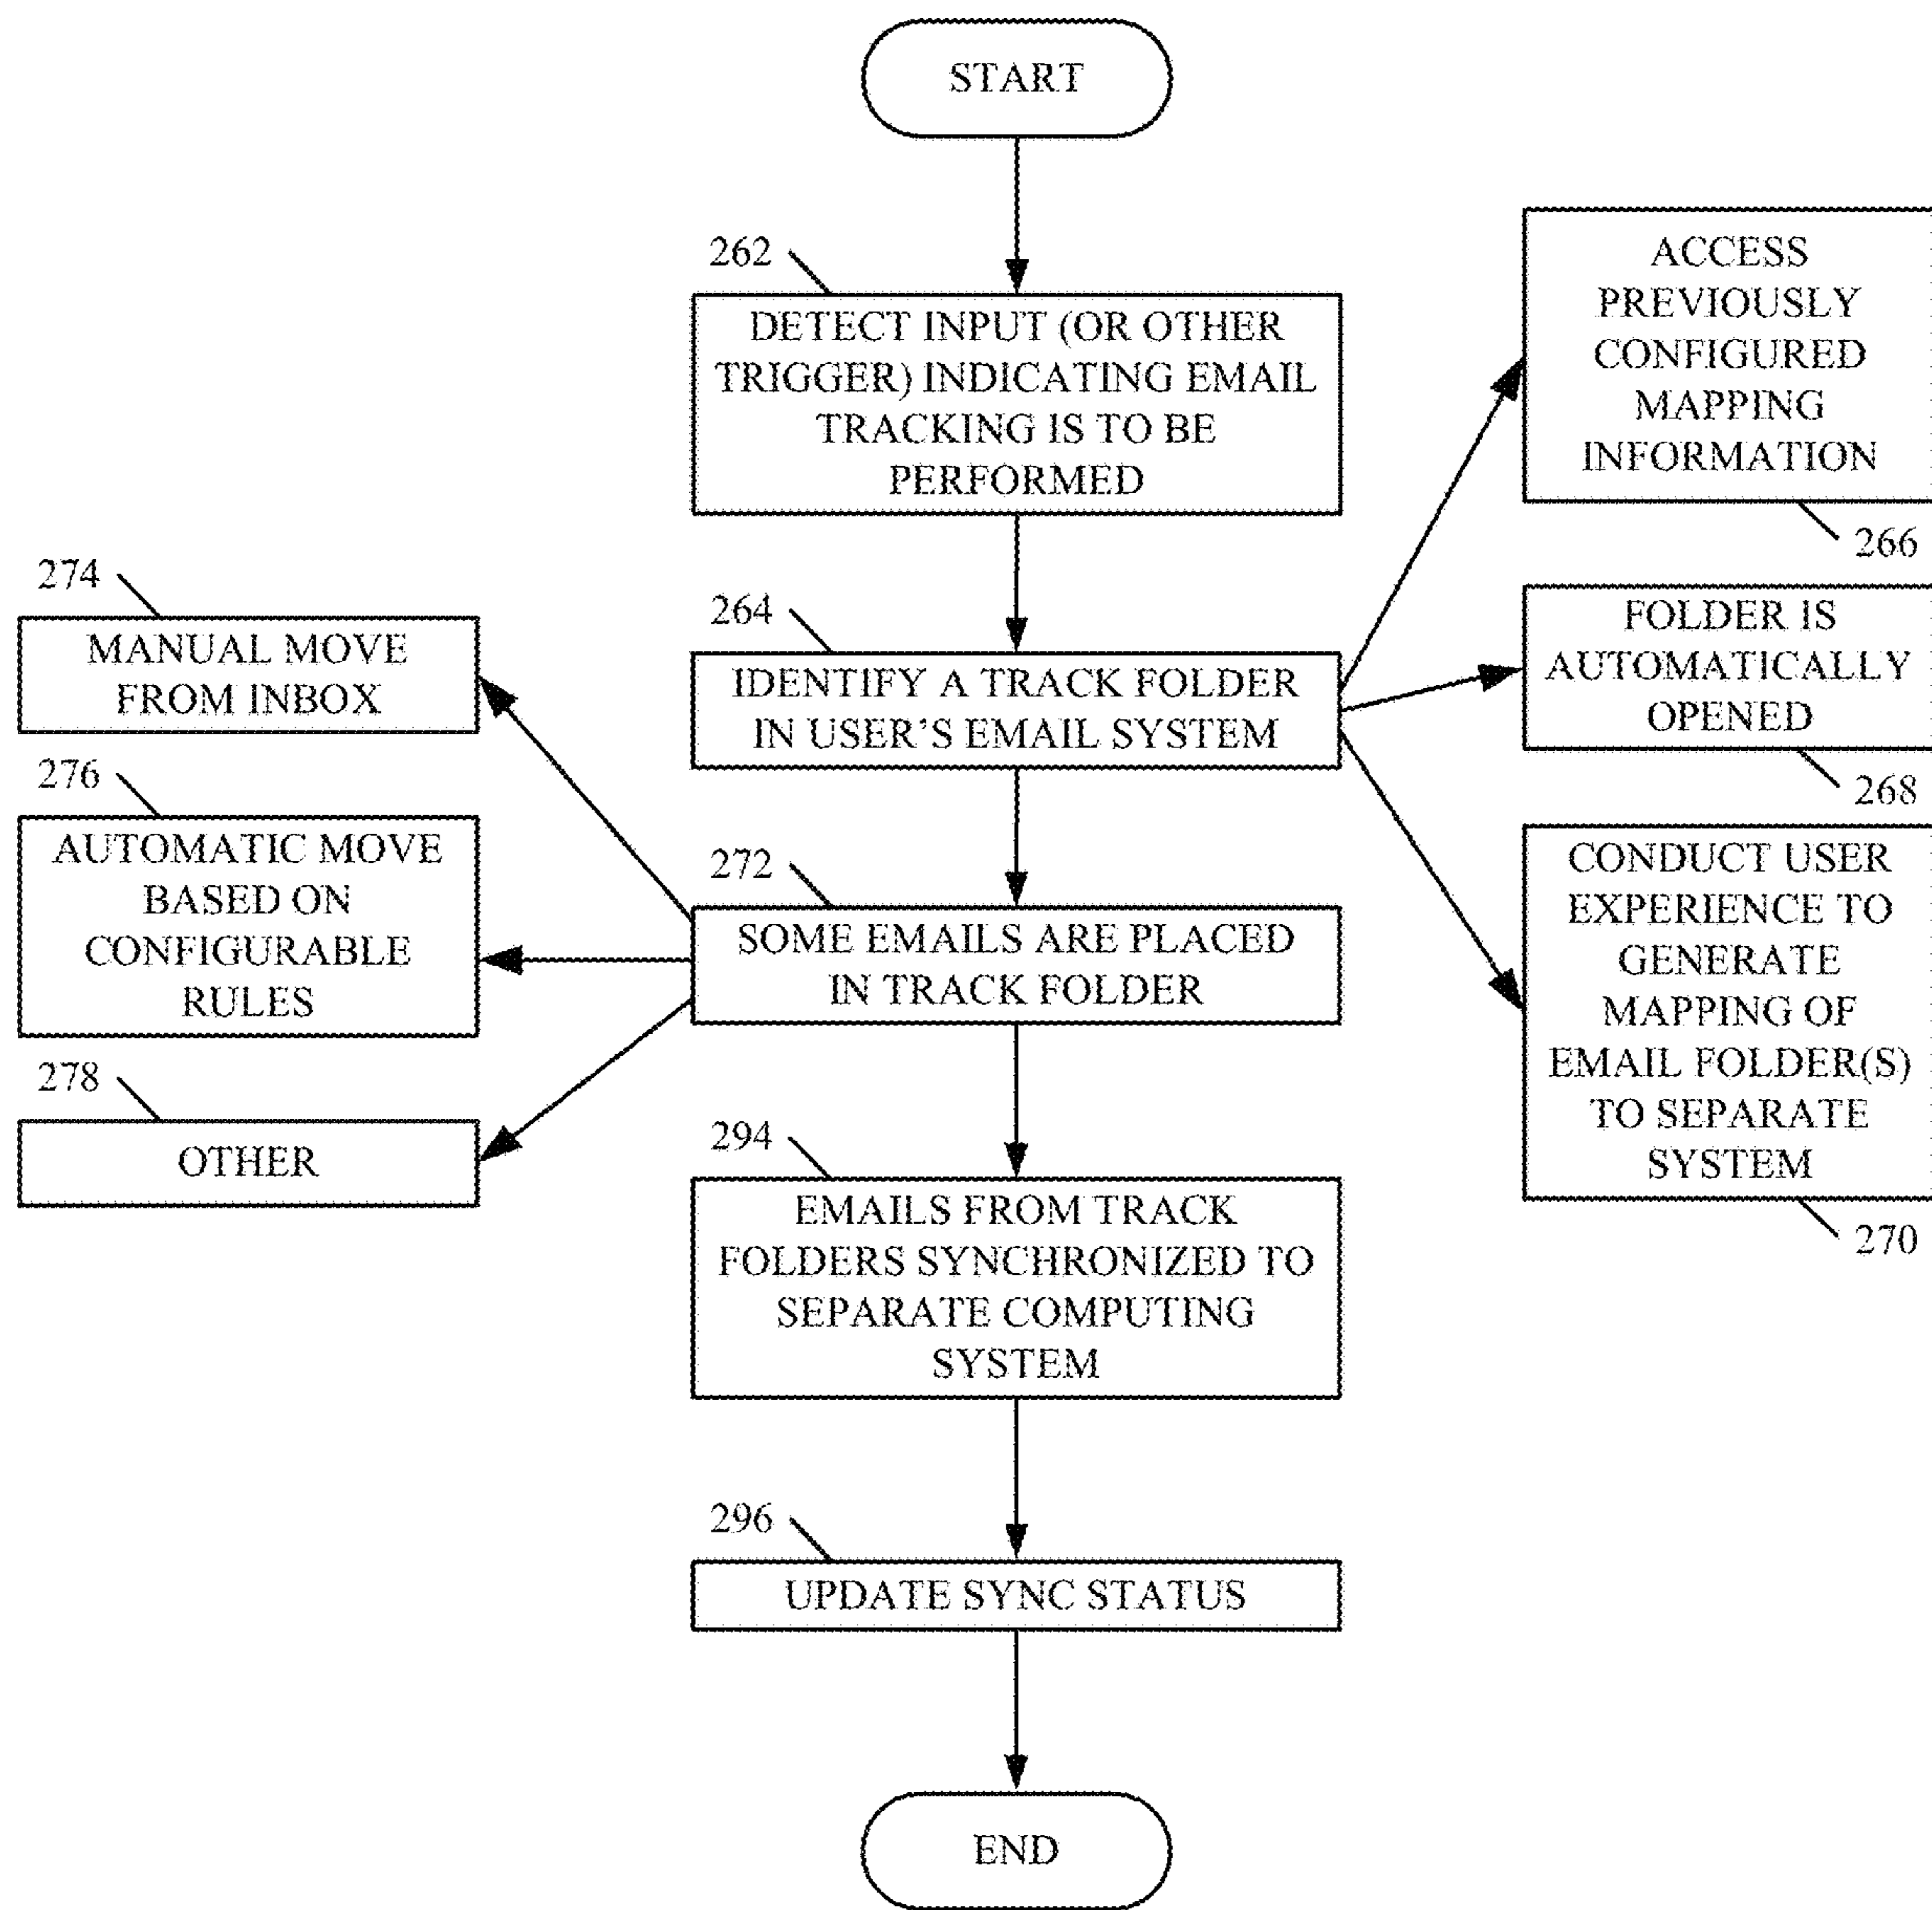 START
262
DETECT INPUT (OR OTHER
TRIGGER) INDICATING EMAIL
TRACKING IS TO BE
PERFORMED
264
IDENTIFY A TRACK FOLDER
IN USER'S EMAIL SYSTEM
ACCESS
PREVIOUSLY
CONFIGURED
MAPPING
INFORMATION
266
FOLDER IS
AUTOMATICALLY
OPENED
268
CONDUCT USER
EXPERIENCE TO
GENERATE
MAPPING OF
EMAIL FOLDER(S)
TO SEPARATE
SYSTEM
270
272
SOME EMAILS ARE PLACED
IN TRACK FOLDER
274
MANUAL MOVE
FROM INBOX
276
AUTOMATIC MOVE
BASED ON
CONFIGURABLE
RULES
278
OTHER
294
EMAILS FROM TRACK
FOLDERS SYNCHRONIZED TO
SEPARATE COMPUTING
SYSTEM
296
UPDATE SYNC STATUS
END